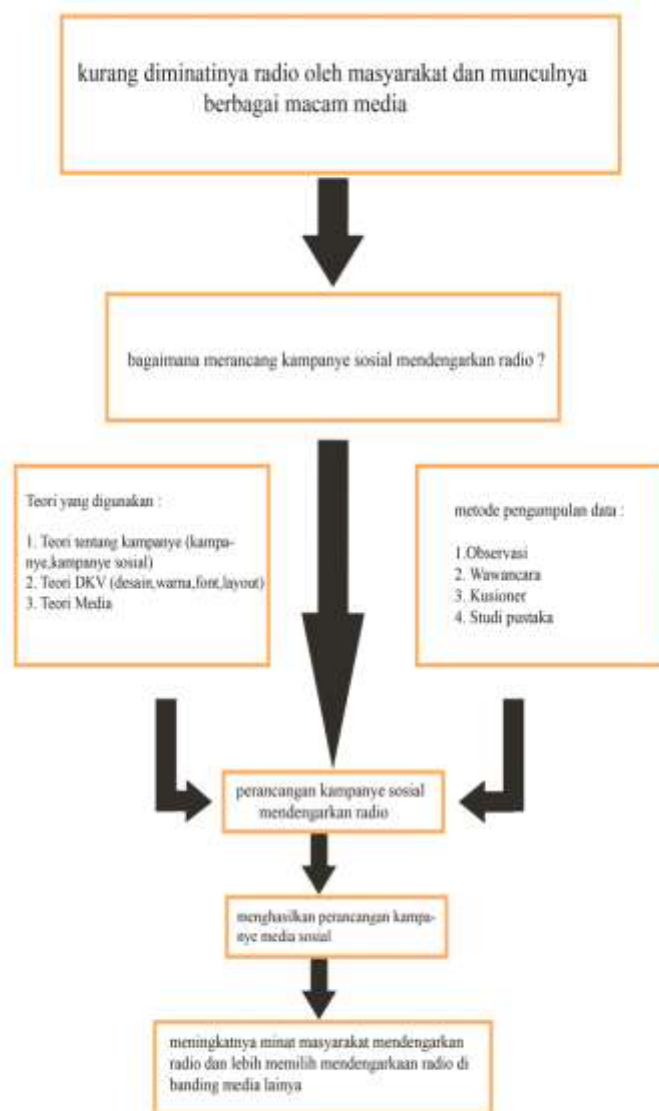 kurang diminatinya radio oleh masyarakat dan munculnya
berbagai macam media
bagaimana merancang kampanye sosial mendengarkan radio ?
Teori yang digunakan :
1. Teori tentang kampanye (kampa-
nye,kampanye sosial)
2. Teori DKV (desain,warna,font,layout)
3. Teori Media
metode pengumpulan data :
1.Observasi
2. Wawancara
3. Kusioner
4. Studi pustaka
perancangan kampanye sosial
mendengarkan radio
menghasilkan perancangan kampa-
nye media sosial
meningkatnya minat masyarakat mendengarkan
radio dan lebih memilih mendengarkaan radio di
banding media lainya